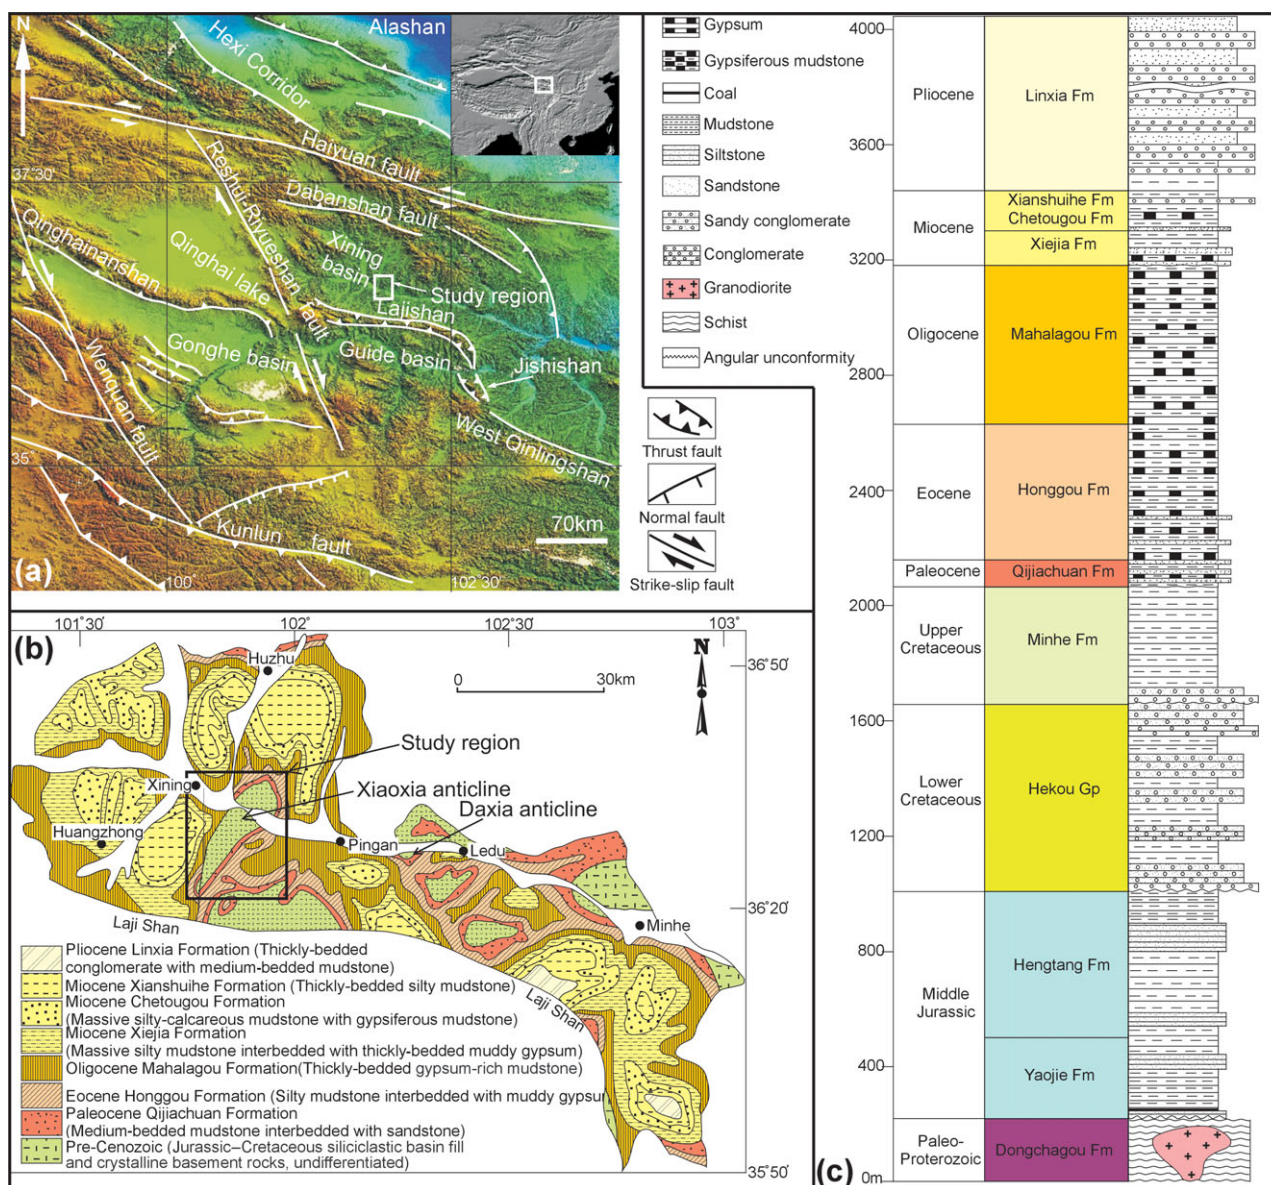 N
Alashan
Hexi Corridor
Haiyuan fault
37°30′
Reshui-Riyueshan fault
Dabanshan fault
Qinghainanshan
Qinghai lake
Xining
basin
Study region
Lajishan
Gonghe basin
Guide basin
Jishishan
Wenquan fault
West Qinlingshan
35°
Kunlun fault
70km
(a)
100°
102°30′
Gypsum
Gypsiferous mudstone
Coal
Mudstone
Siltstone
Sandstone
Sandy conglomerate
Conglomerate
Granodiorite
Schist
Angular unconformity
Thrust fault
Normal fault
Strike-slip fault
(b)
101°30′
102°
102°30′
103°
36°50′
36°20′
35°50′
N
0
30km
Huzhu
Study region
Xining
Xiaoxia anticline
Daxia anticline
Huangzhong
Pingan
Ledu
Minhe
Laji Shan
Laji Shan
Pliocene Linxia Formation (Thickly-bedded
conglomerate with medium-bedded mudstone)
Miocene Xianshuihe Formation (Thickly-bedded silty mudstone)
Miocene Chetougou Formation
(Massive silty-calcareous mudstone with gypsiferous mudstone)
Miocene Xiejia Formation
(Massive silty mudstone interbedded with thickly-bedded muddy gypsum)
Oligocene Mahalagou Formation(Thickly-bedded gypsum-rich mudstone)
Eocene Honggou Formation (Silty mudstone interbedded with muddy gypsum
Paleocene Qijiachuan Formation
(Medium-bedded mudstone interbedded with sandstone)
Pre-Cenozoic (Jurassic–Cretaceous siliciclastic basin fill
and crystalline basement rocks, undifferentiated)
(c)
4000
3600
3200
2800
2400
2000
1600
1200
800
400
0m
Pliocene
Linxia Fm
Miocene
Xianshuihe Fm
Chetougou Fm
Xiejia Fm
Oligocene
Mahalagou Fm
Eocene
Honggou Fm
Paleocene
Qijiachuan Fm
Upper
Cretaceous
Minhe Fm
Lower
Cretaceous
Hekou Gp
Middle
Jurassic
Hengtang Fm
Yaojie Fm
Paleo-
Proterozoic
Dongchagou Fm